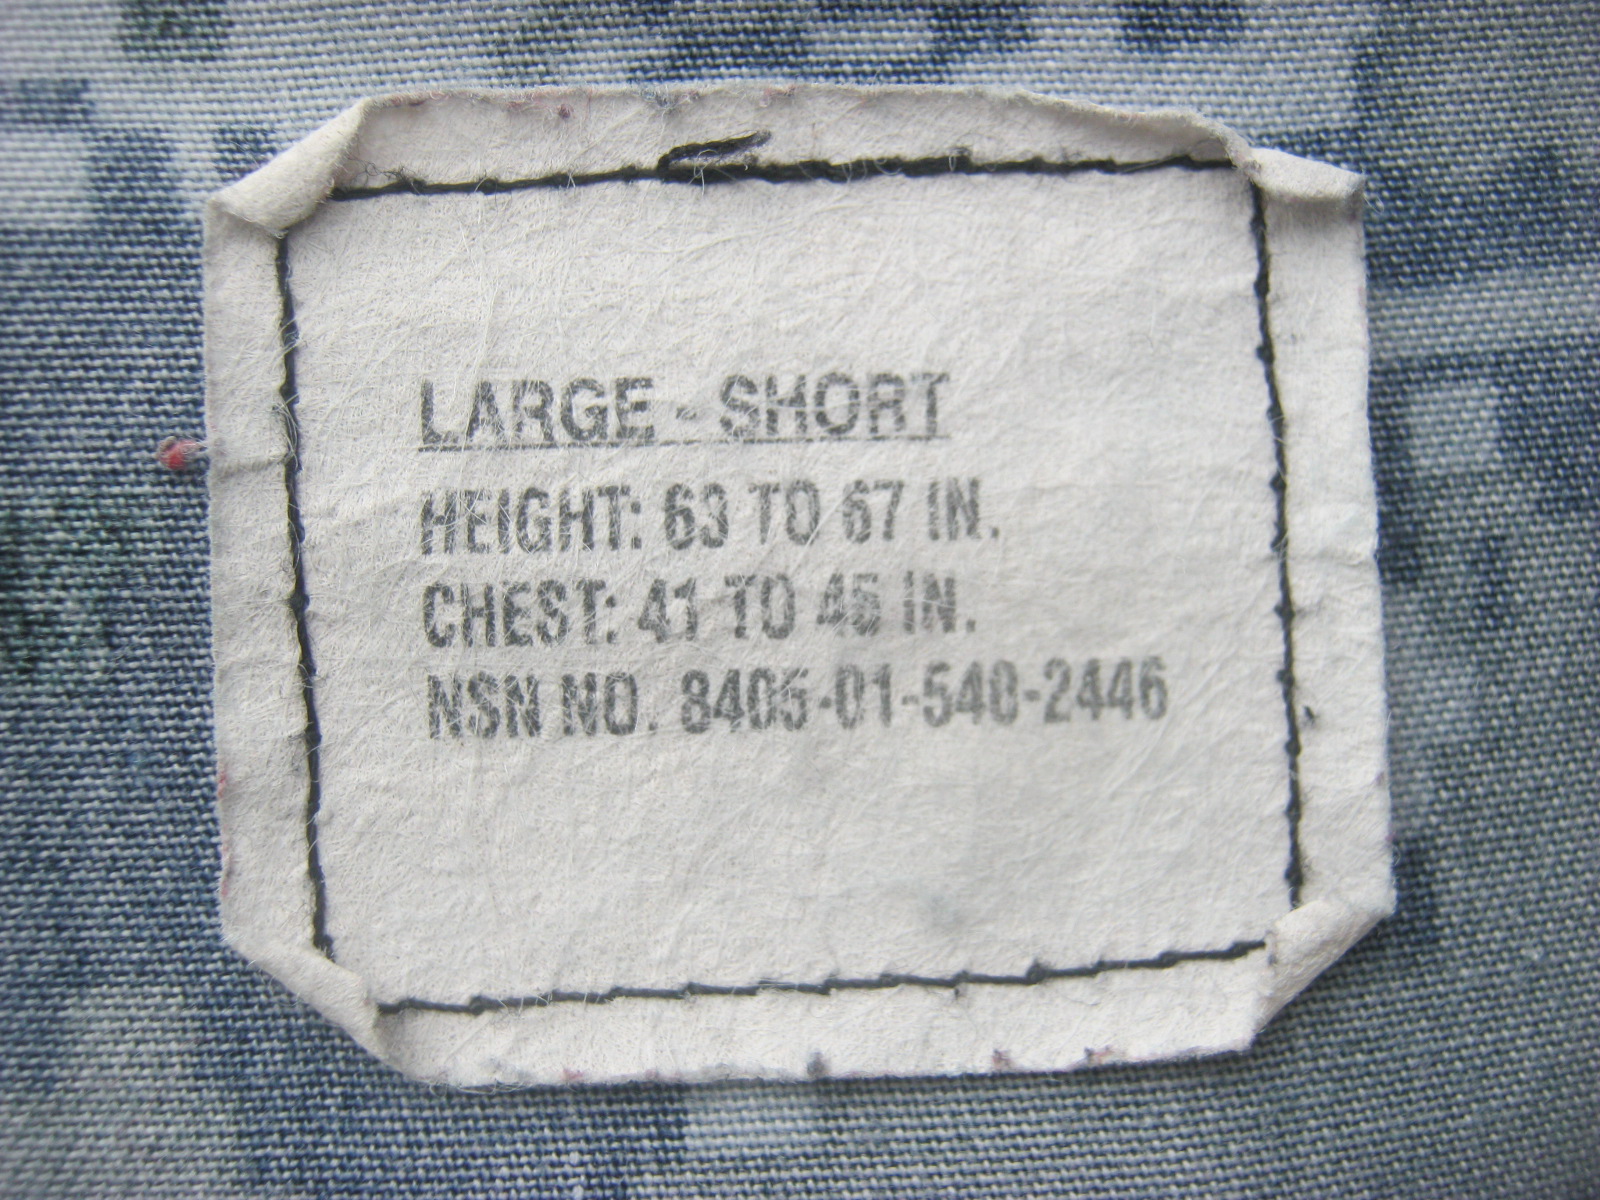 LARGE - SHORT
HEIGHT: 63 TO 67 IN.
CHEST: 41 TO 45 IN.
NSN NO. 8405-01-540-2446